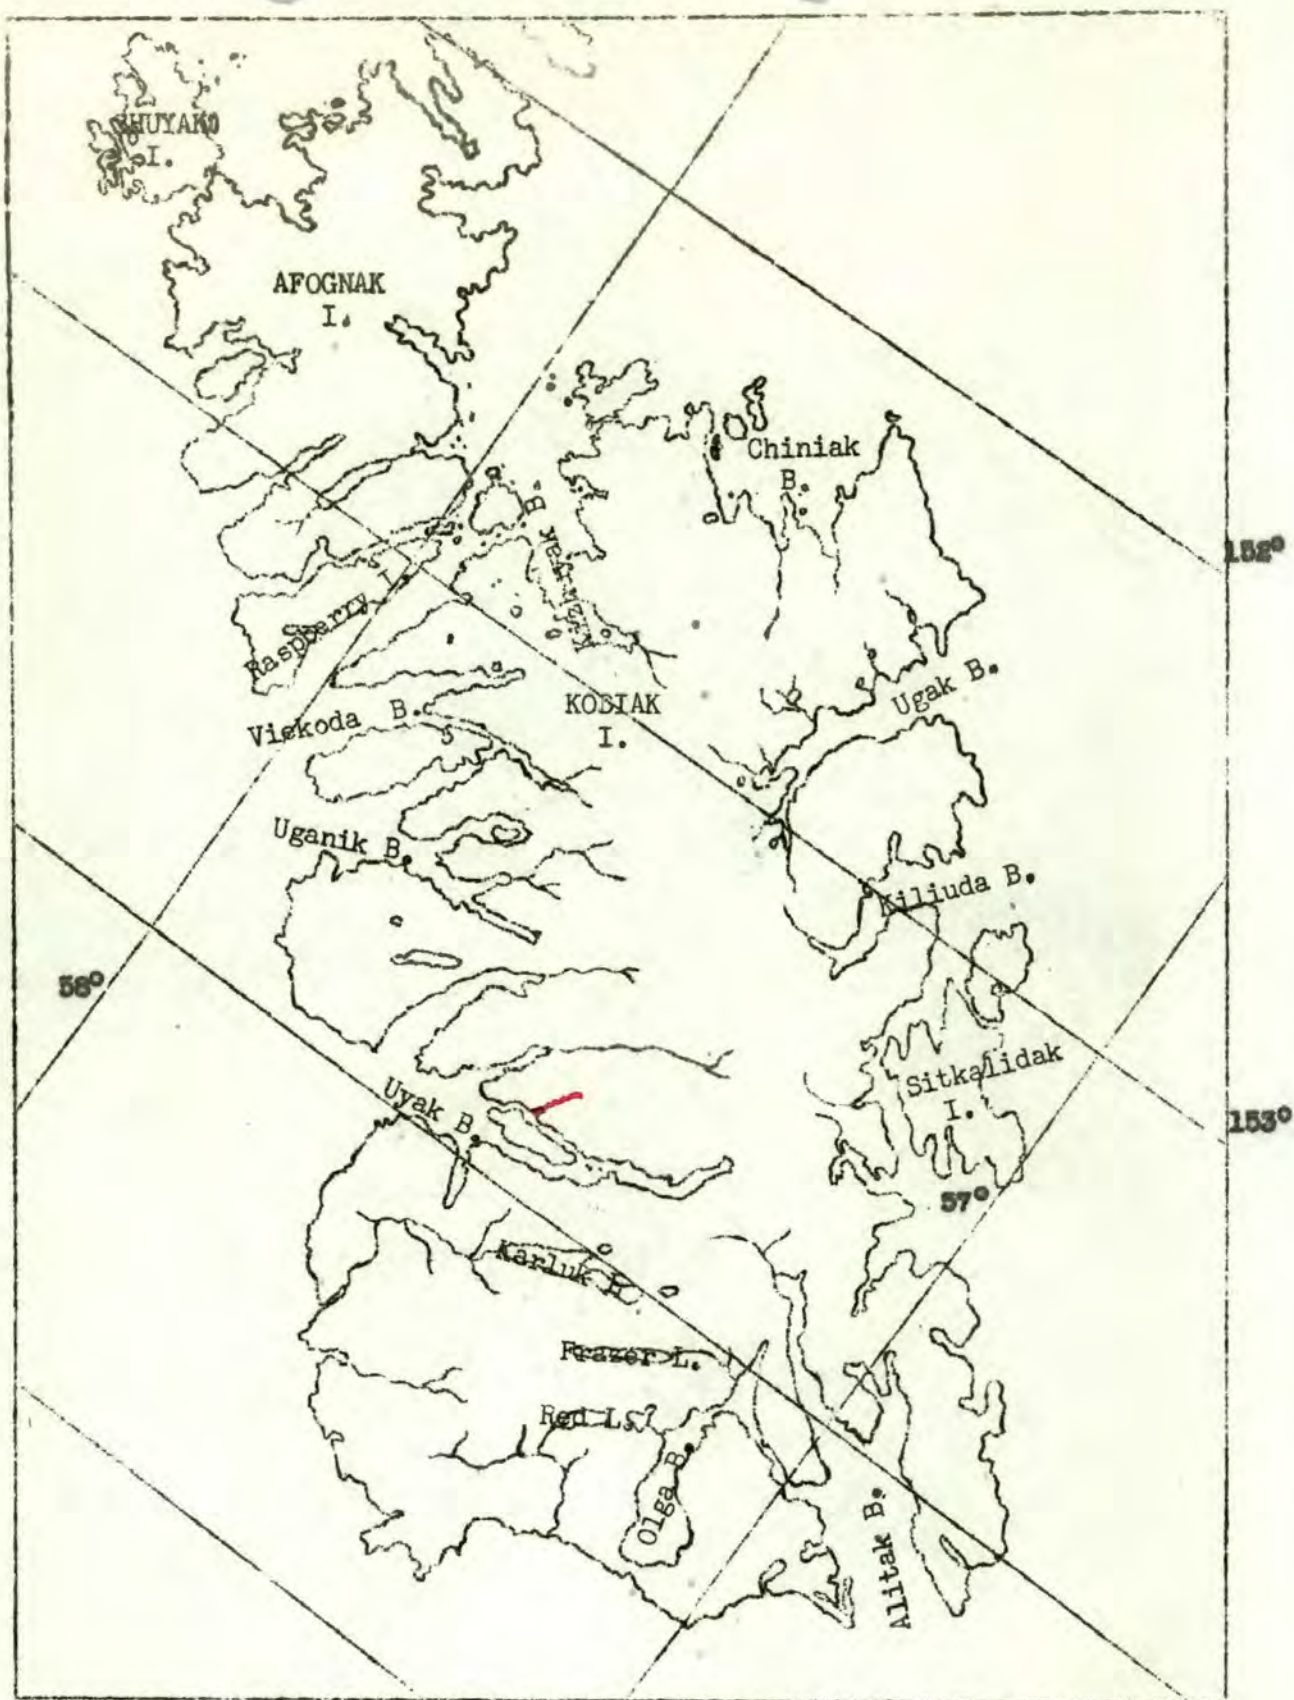 SHUYAKO
I.
AFOGNAK
I.
Chiniak
B.
152°
Kizhuyak B.
Raspberry I.
Ugak B.
KODIAK
I.
Viekoda B.
Uganik B.
Kiliuda B.
58°
Sitkalidak
I.
Uyak B.
153°
57°
Karluk R.
Frazer L.
Red L.
Olga B.
Alitak B.